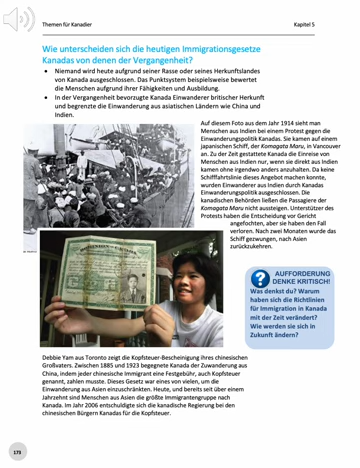 Themen für Kanadier
Kapitel 5
Wie unterscheiden sich die heutigen Immigrationsgesetze
Kanadas von denen der Vergangenheit?
• Niemand wird heute aufgrund seiner Rasse oder seines Herkunftslandes
von Kanada ausgeschlossen. Das Punktsystem beispielsweise bewertet
die Menschen aufgrund ihrer Fähigkeiten und Ausbildung.
• In der Vergangenheit bevorzugte Kanada Einwanderer britischer Herkunft
und begrenzte die Einwanderung aus asiatischen Ländern wie China und
Indien.
Auf diesem Foto aus dem Jahr 1914 sieht man
Menschen aus Indien bei einem Protest gegen die
Einwanderungspolitik Kanadas. Sie kamen auf einem
japanischen Schiff, der Komagata Maru, in Vancouver
an. Zu der Zeit gestattete Kanada die Einreise von
Menschen aus Indien nur, wenn sie direkt aus Indien
kamen ohne irgendwo anders anzuhalten. Da keine
Schifffahrtslinie dieses Angebot machen konnte,
wurden Einwanderer aus Indien durch Kanadas
Einwanderungspolitik ausgeschlossen. Die
kanadischen Behörden ließen die Passagiere der
Komagata Maru nicht aussteigen. Unterstützer des
Protests haben die Entscheidung vor Gericht
angefochten, aber sie haben den Fall
verloren. Nach zwei Monaten wurde das
Schiff gezwungen, nach Asien
zurückzukehren.
AUFFORDERUNG
DENKE KRITISCH!
Was denkst du? Warum
haben sich die Richtlinien
für Immigration in Kanada
mit der Zeit verändert?
Wie werden sie sich in
Zukunft ändern?
Debbie Yam aus Toronto zeigt die Kopfsteuer-Bescheinigung ihres chinesischen
Großvaters. Zwischen 1885 und 1923 begegnete Kanada der Zuwanderung aus
China, indem jeder chinesische Immigrant eine Festgebühr, auch Kopfsteuer
genannt, zahlen musste. Dieses Gesetz war eines von vielen, um die
Einwanderung aus Asien einzuschränken. Heute, und bereits seit über einem
Jahrzehnt sind Menschen aus Asien die größte Immigrantengruppe nach
Kanada. Im Jahr 2006 entschuldigte sich die kanadische Regierung bei den
chinesischen Bürgern Kanadas für die Kopfsteuer.
173